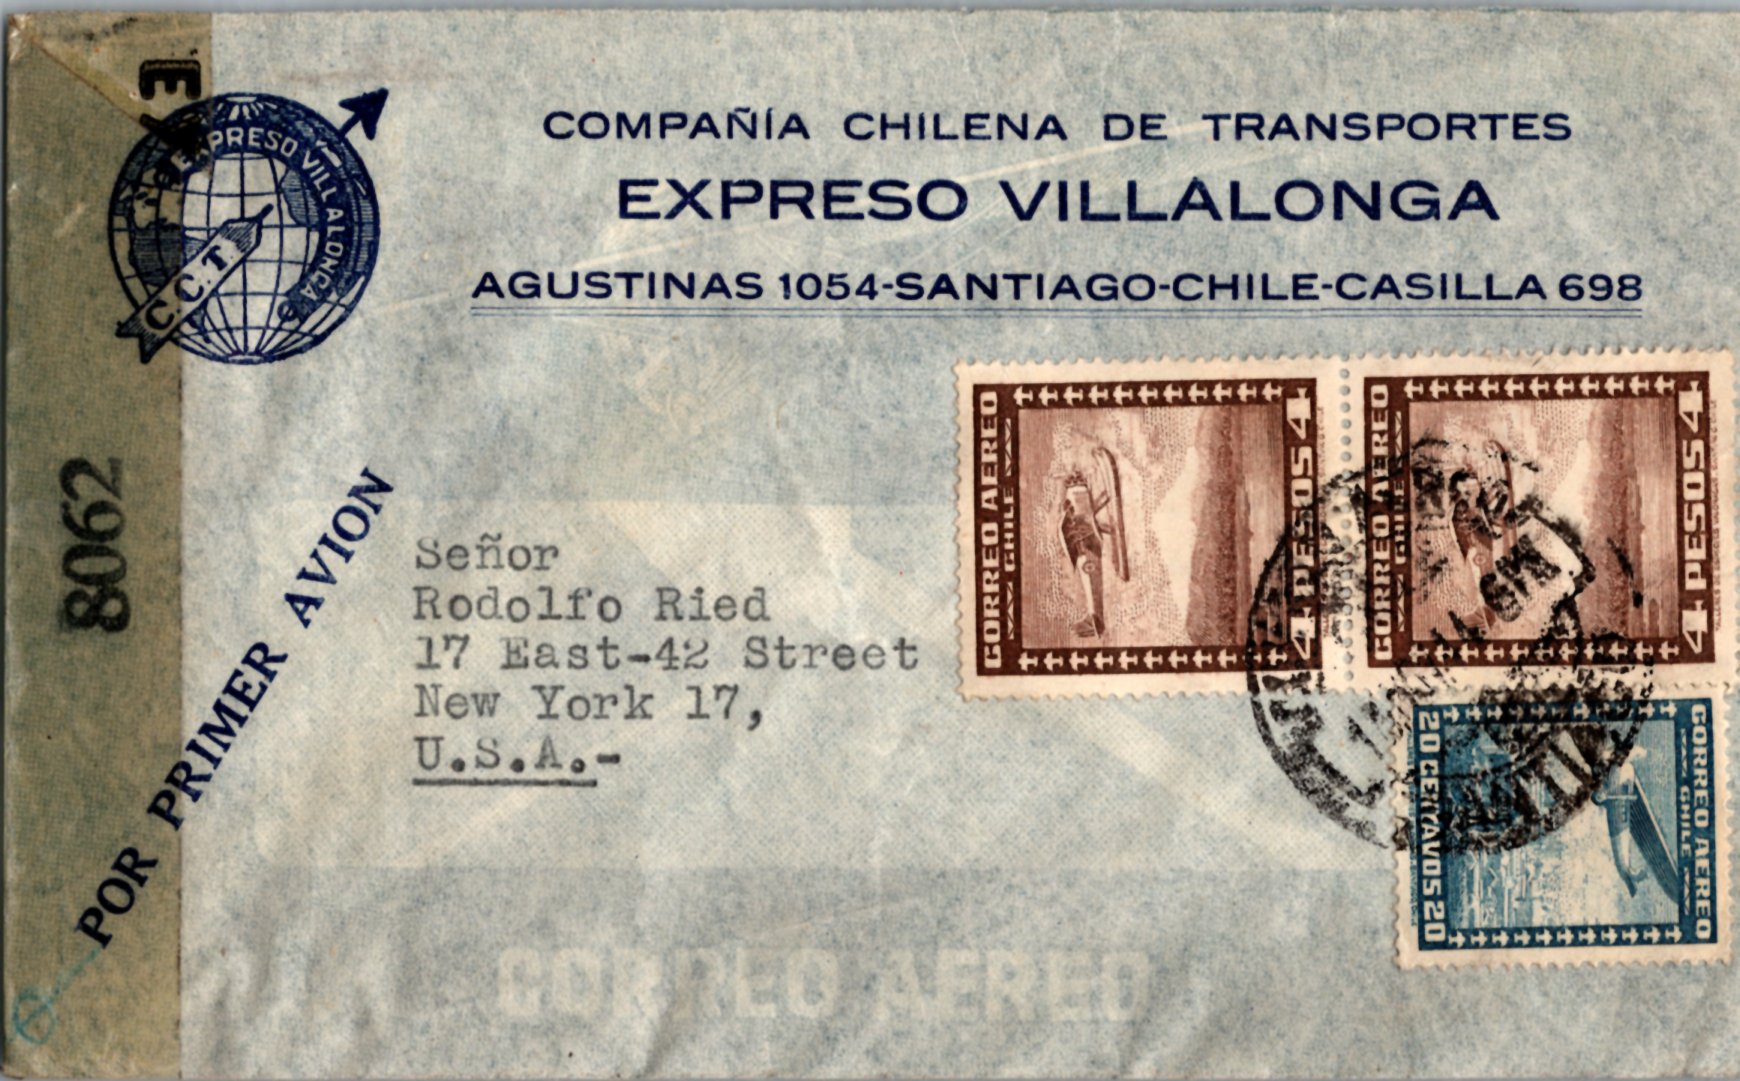 EXPRESO VILLALONGA
C.C.T.
COMPAÑÍA CHILENA DE TRANSPORTES
EXPRESO VILLALONGA
AGUSTINAS 1054-SANTIAGO-CHILE-CASILLA 698
8062
POR PRIMER AVION
Señor
Rodolfo Ried
17 East-42 Street
New York 17,
U.S.A.-
CORREO AEREO
CHILE
4 PESOS 4
CORREO AEREO
CHILE
4 PESOS 4
CORREO AEREO
CHILE
20 CENTAVOS 20
CORREO AEREO